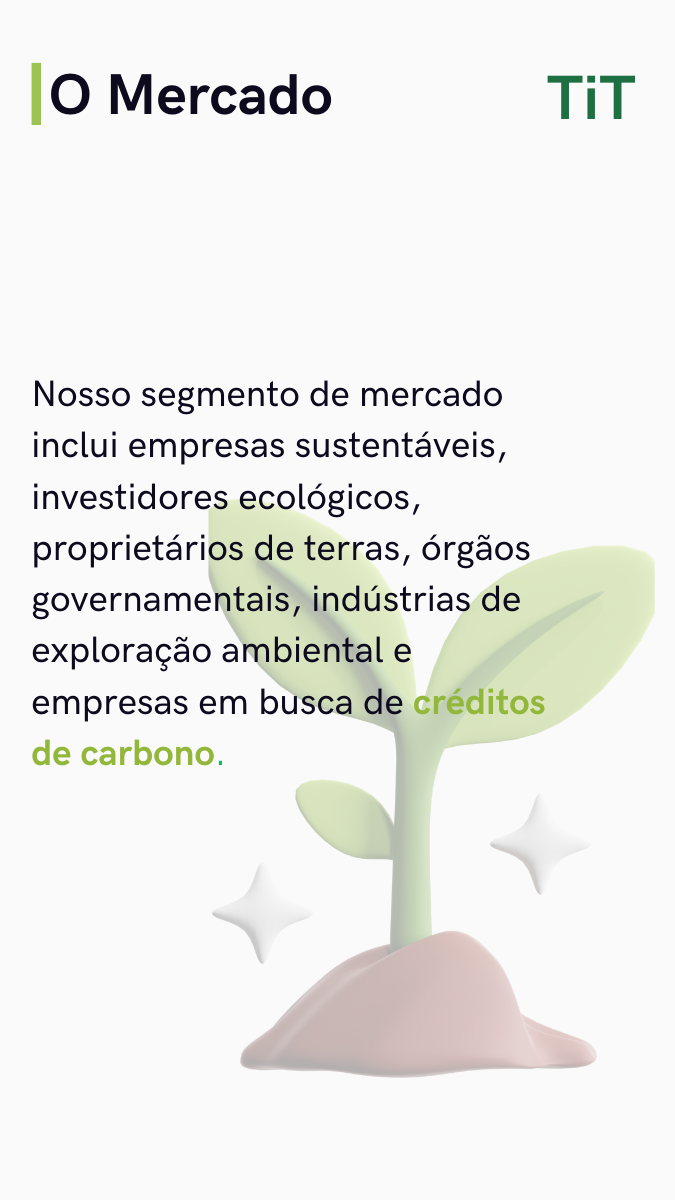 O Mercado
TiT
Nosso segmento de mercado
inclui empresas sustentáveis,
investidores ecológicos,
proprietários de terras, órgãos
governamentais, indústrias de
exploração ambiental e
empresas em busca de créditos
de carbono.